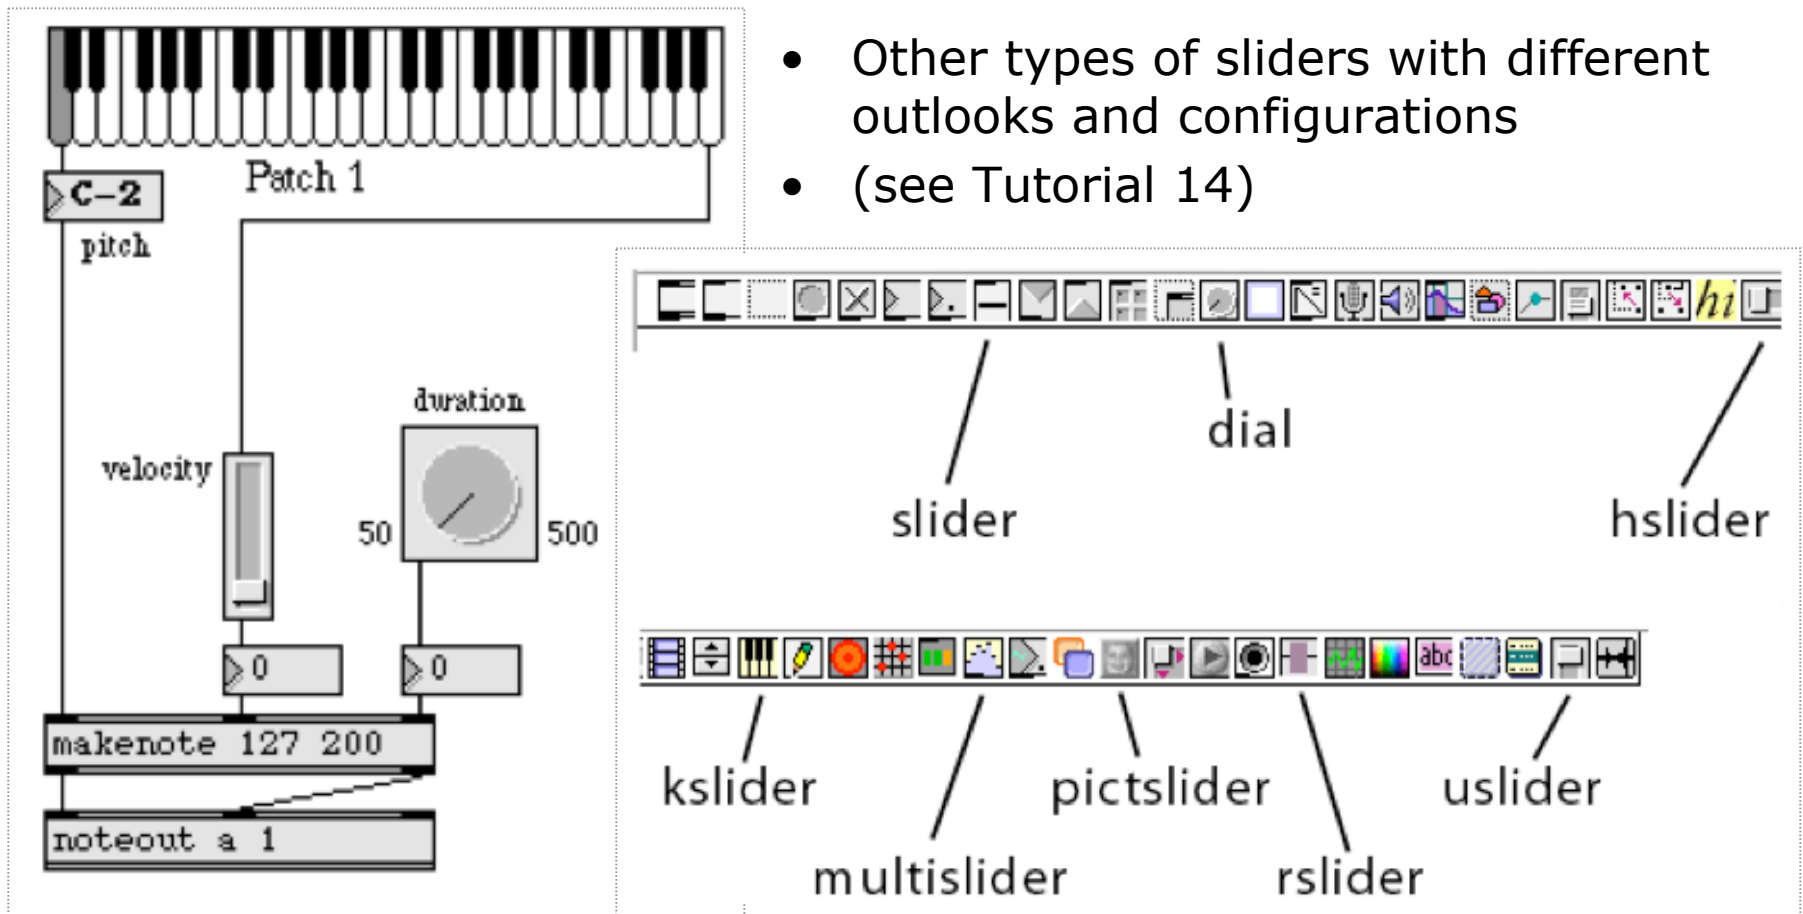 • Other types of sliders with different
outlooks and configurations
• (see Tutorial 14)
Patch 1
C-2
pitch
duration
velocity
50
500
0
0
makenote 127 200
noteout a 1
hi
slider
dial
hslider
abc
kslider
multislider
pictslider
rslider
uslider